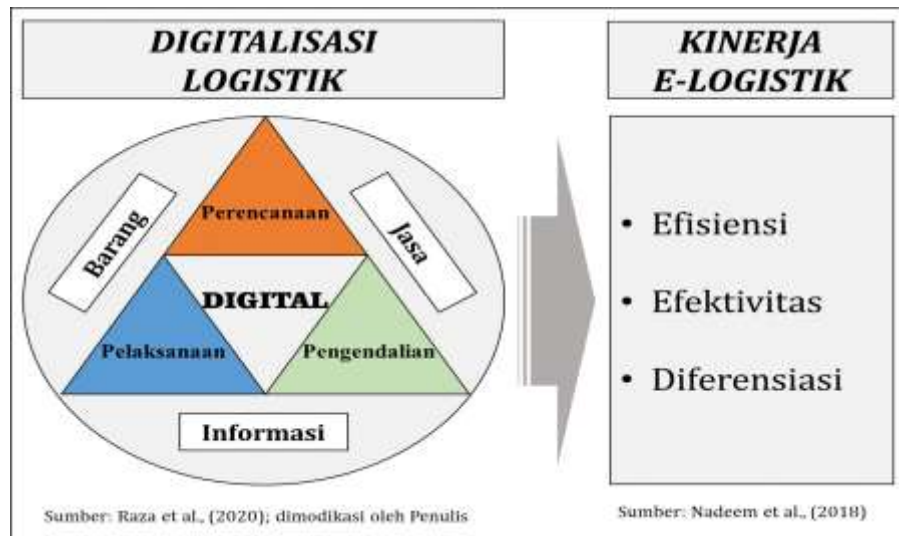 DIGITALISASI
LOGISTIK
KINERJA
E-LOGISTIK
Perencanaan
Barang
Jasa
DIGITAL
Pelaksanaan
Pengendalian
Informasi
• Efisiensi
• Efektivitas
• Diferensiasi
Sumber: Raza et al., (2020); dimodikasi oleh Penulis
Sumber: Nadeem et al., (2018)